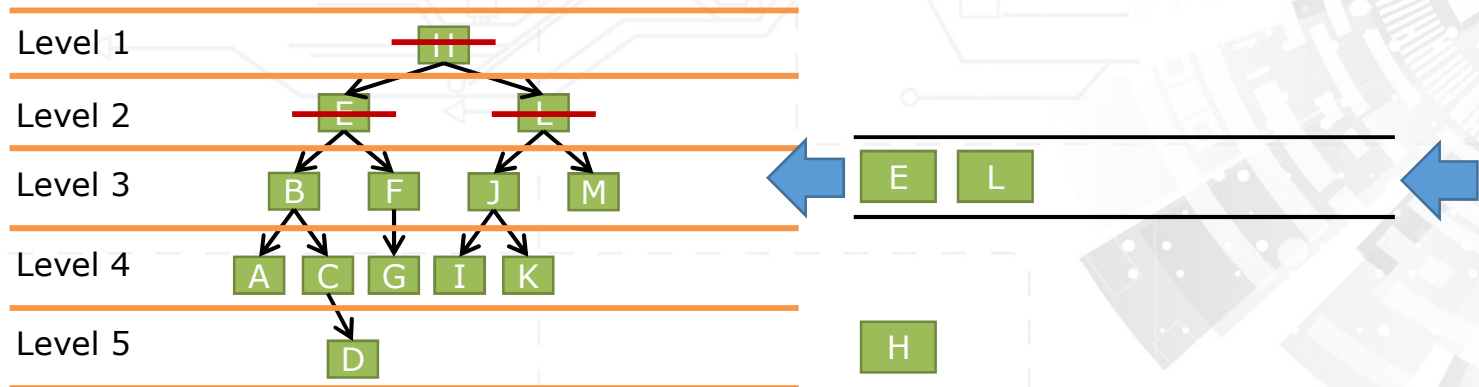 Level 1
H
Level 2
E L
E L
Level 3
B F J M
Level 4
A C G I K
Level 5
D
H